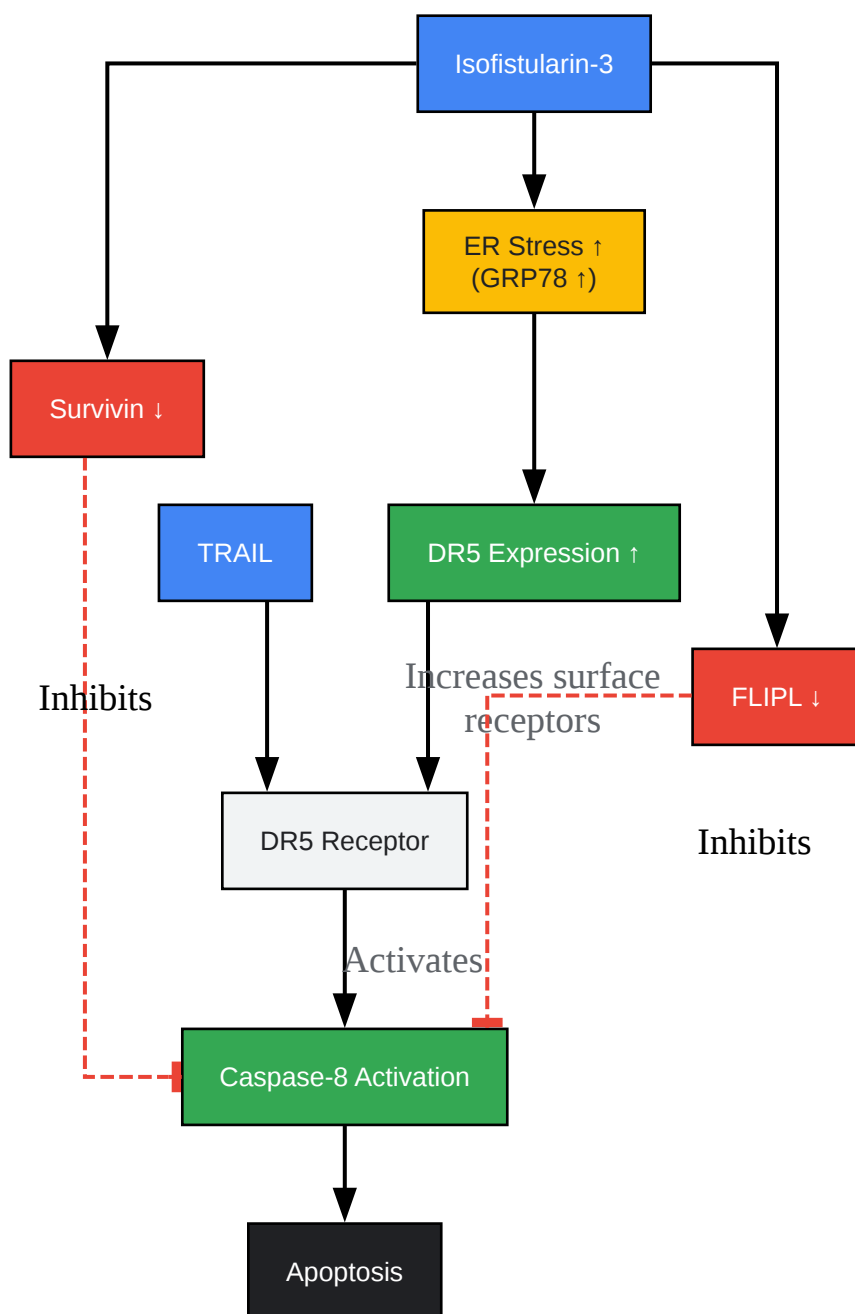 Isofistularin-3
ER Stress ↑
(GRP78 ↑)
Survivin ↓
TRAIL
DR5 Expression ↑
Inhibits
Increases surface
receptors
FLIPL ↓
DR5 Receptor
Inhibits
Activates
Caspase-8 Activation
Apoptosis